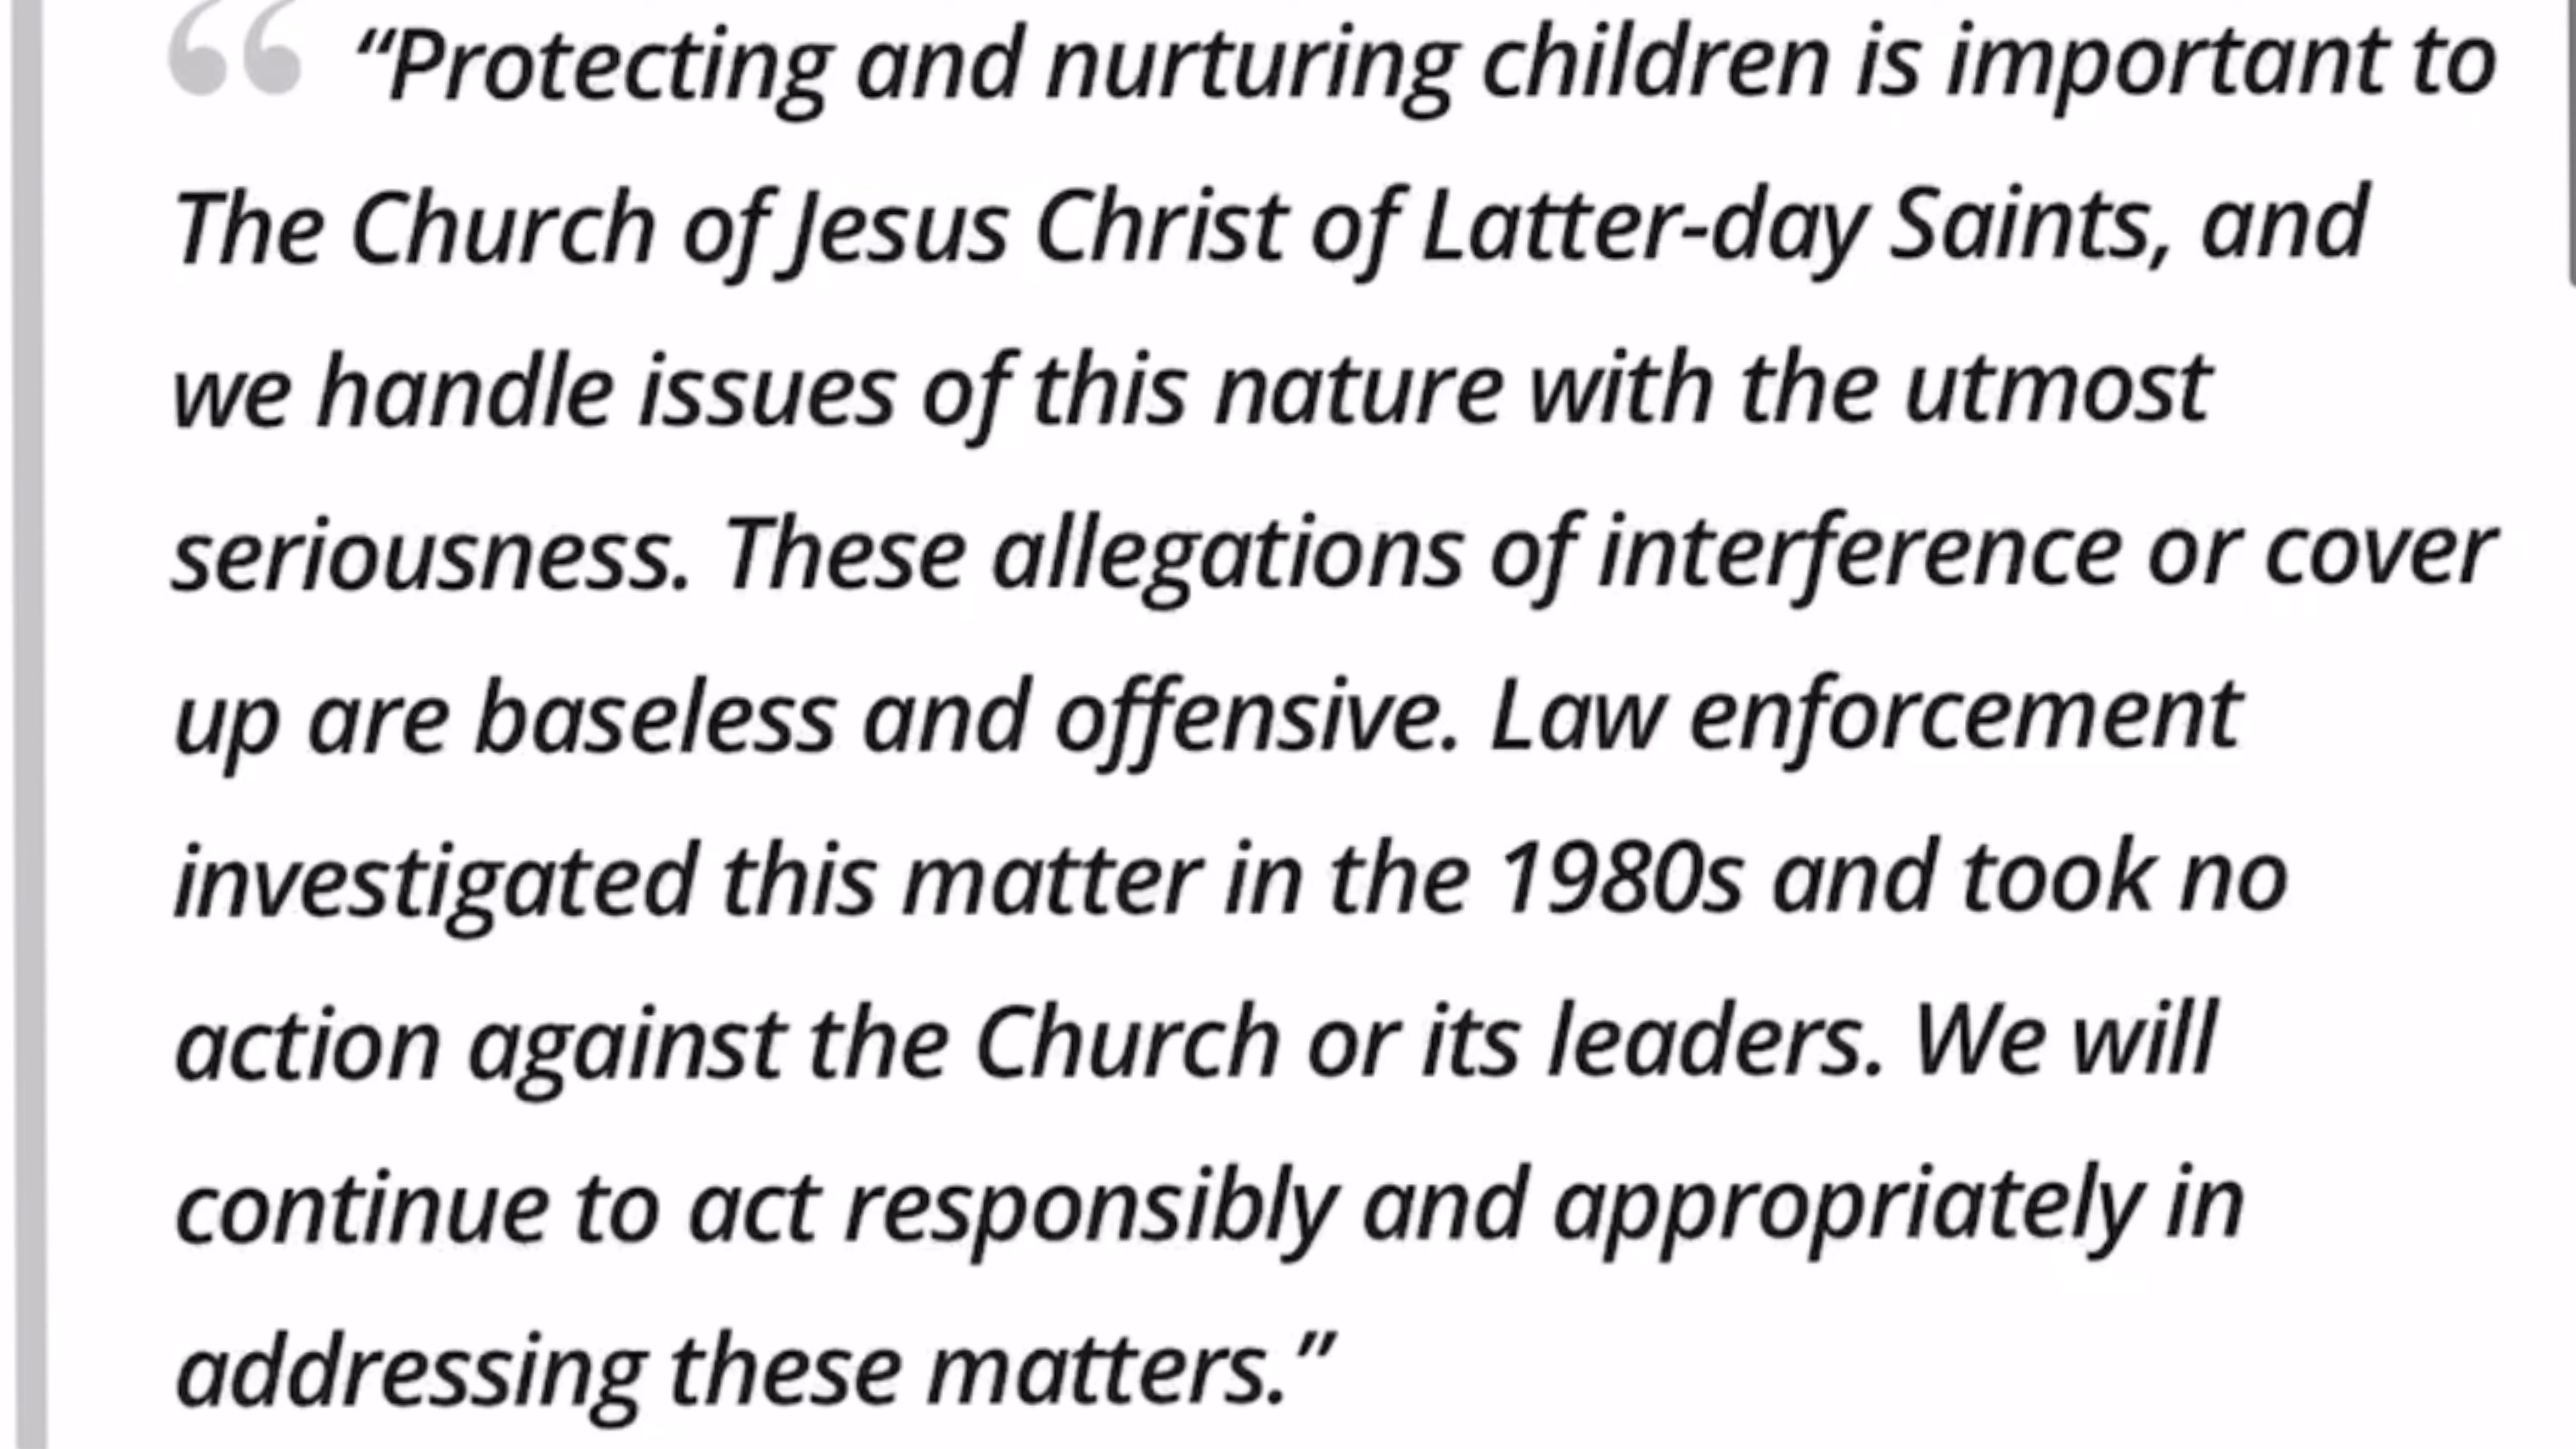 “Protecting and nurturing children is important to
The Church of Jesus Christ of Latter-day Saints, and
we handle issues of this nature with the utmost
seriousness. These allegations of interference or cover
up are baseless and offensive. Law enforcement
investigated this matter in the 1980s and took no
action against the Church or its leaders. We will
continue to act responsibly and appropriately in
addressing these matters.”